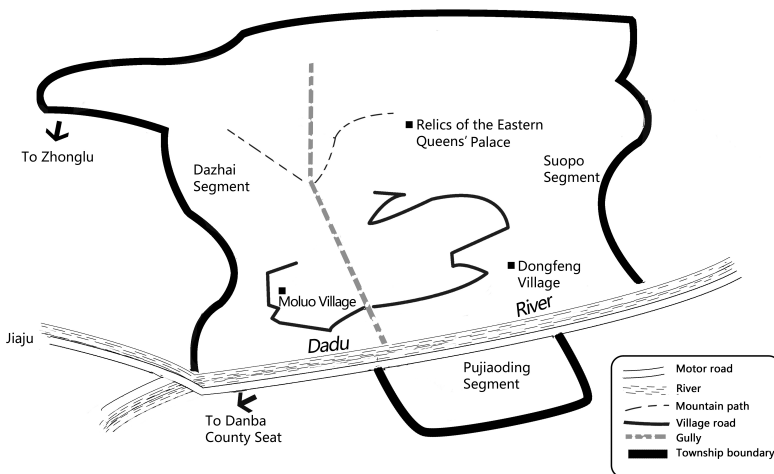 Relics of the Eastern
Queens' Palace
To Zhonglu
Dazhai
Segment
Suopo
Segment
Dongfeng
Village
Moluo Village
River
Dadu
Jiaju
Pujiaoding
Segment
To Danba
County Seat
Motor road
River
Mountain path
Village road
Gully
Township boundary